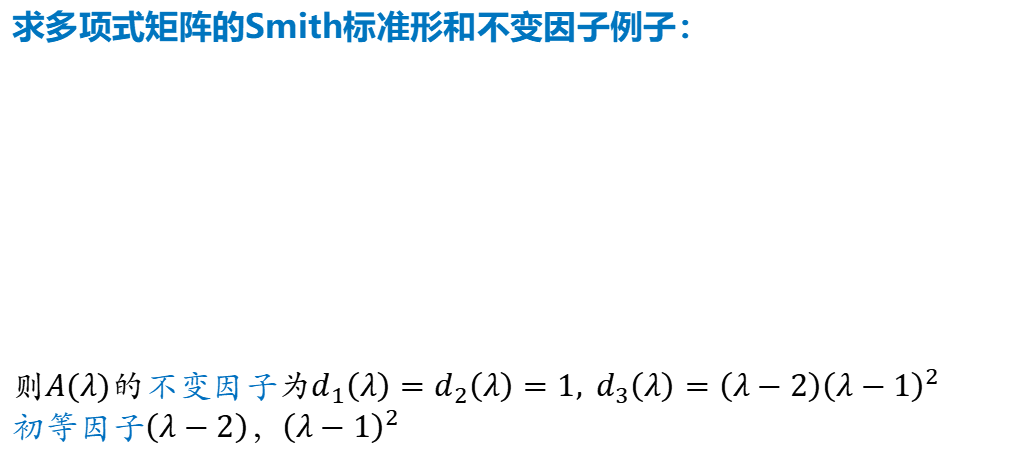 求多项式矩阵的Smith标准形和不变因子例子：
则A(λ)的不变因子为d₁(λ) = d₂(λ) = 1, d₃(λ) = (λ − 2)(λ − 1)²
初等因子(λ − 2)，(λ − 1)²